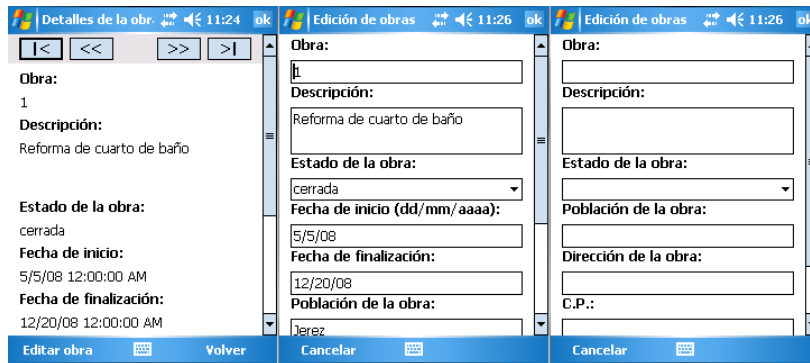 Detalles de la obr. 11:24 ok
|< << >> >|
Obra:
1
Descripción:
Reforma de cuarto de baño
Estado de la obra:
cerrada
Fecha de inicio:
5/5/08 12:00:00 AM
Fecha de finalización:
12/20/08 12:00:00 AM
Editar obra Volver
Edición de obras 11:26 ok
Obra:
1
Descripción:
Reforma de cuarto de baño
Estado de la obra:
cerrada
Fecha de inicio (dd/mm/aaaa):
5/5/08
Fecha de finalización:
12/20/08
Población de la obra:
Jerez
Cancelar
Edición de obras 11:26 ok
Obra:
Descripción:
Estado de la obra:
Población de la obra:
Dirección de la obra:
C.P.:
Cancelar